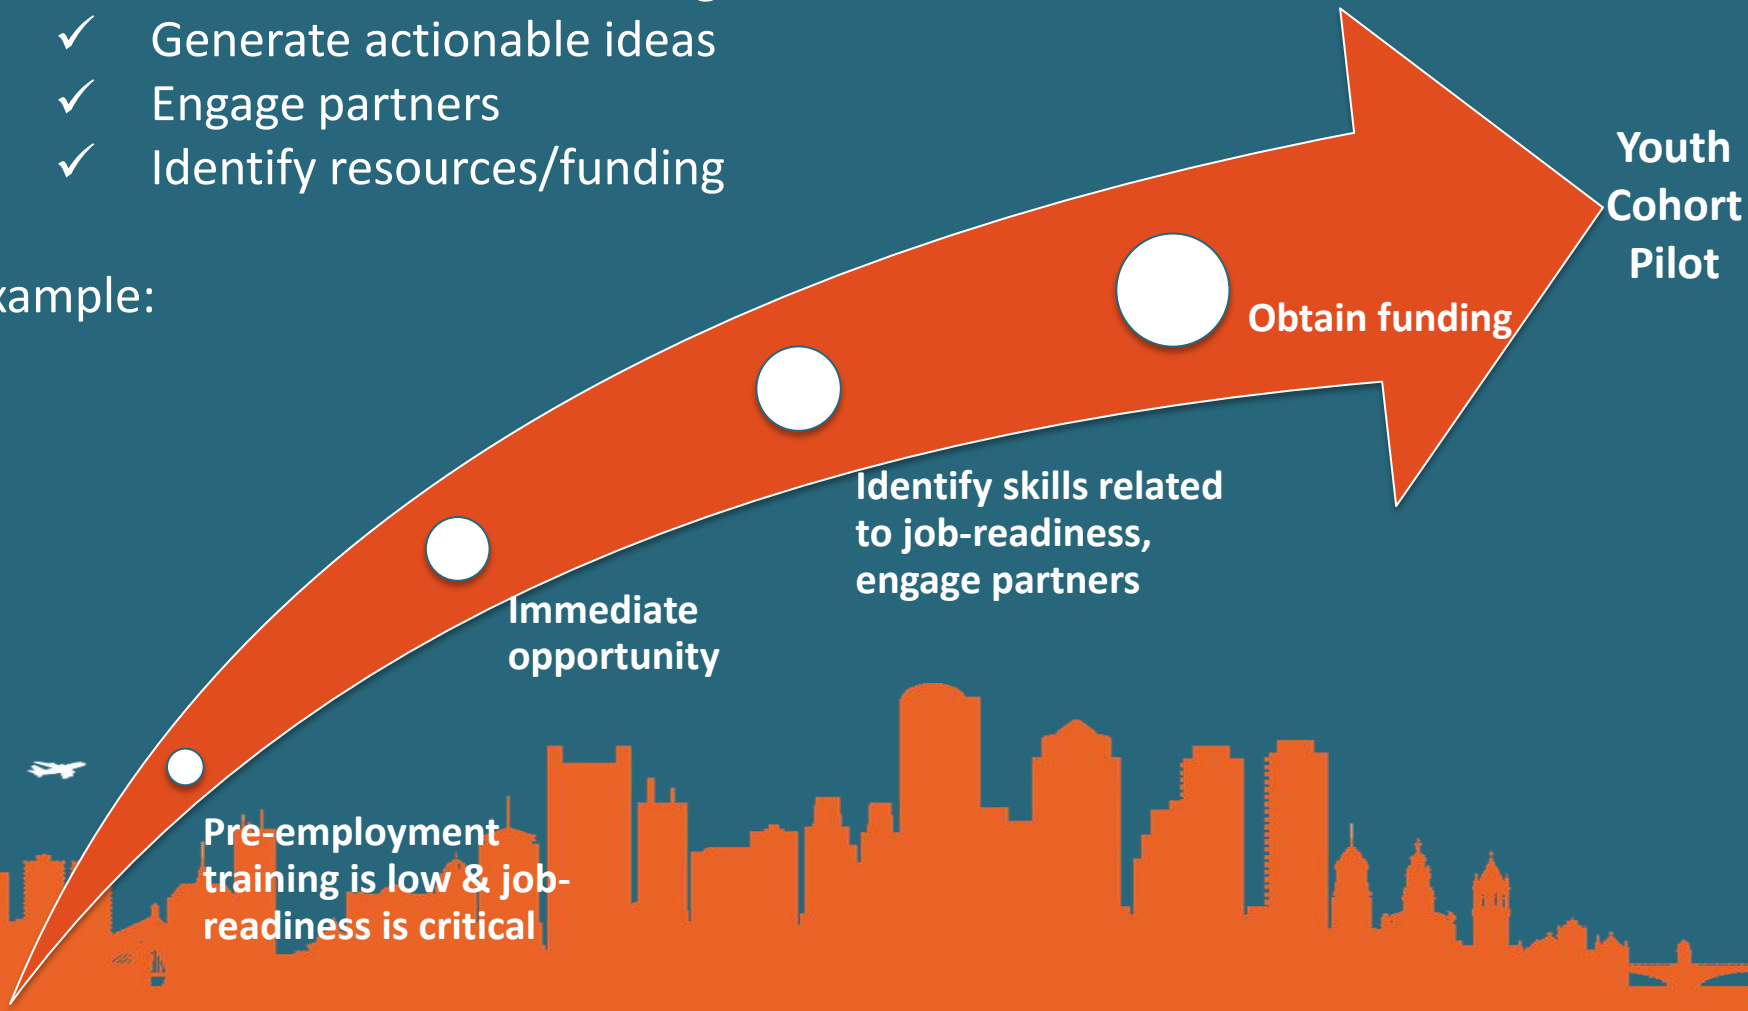 ✓ Generate actionable ideas
✓ Engage partners
✓ Identify resources/funding
xample:
Youth
Cohort
Pilot
Obtain funding
Identify skills related
to job-readiness,
engage partners
Immediate
opportunity
Pre-employment
training is low & job-
readiness is critical